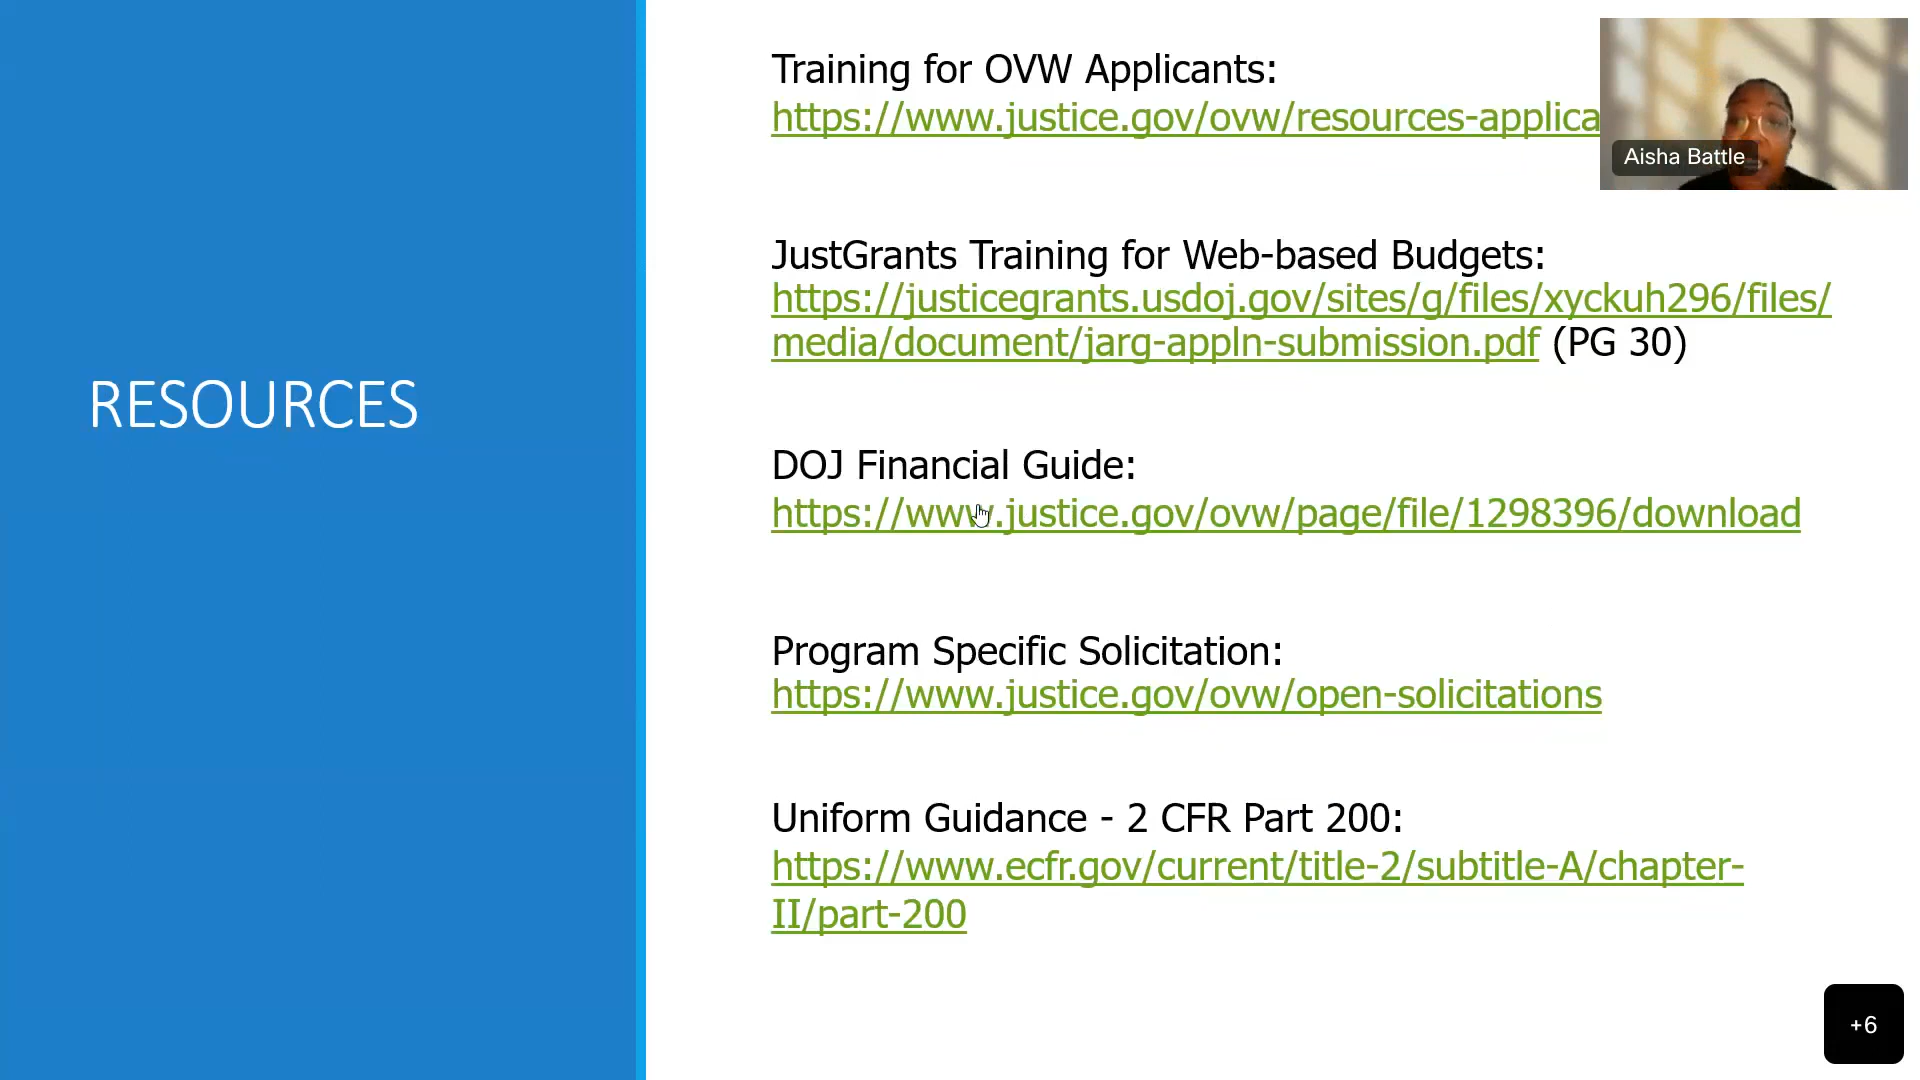 RESOURCES
Training for OVW Applicants:
https://www.justice.gov/ovw/resources-applica
JustGrants Training for Web-based Budgets:
https://justicegrants.usdoj.gov/sites/g/files/xyckuh296/files/
media/document/jarg-appln-submission.pdf (PG 30)
DOJ Financial Guide:
https://www.justice.gov/ovw/page/file/1298396/download
Program Specific Solicitation:
https://www.justice.gov/ovw/open-solicitations
Uniform Guidance - 2 CFR Part 200:
https://www.ecfr.gov/current/title-2/subtitle-A/chapter-
II/part-200
Aisha Battle
+6